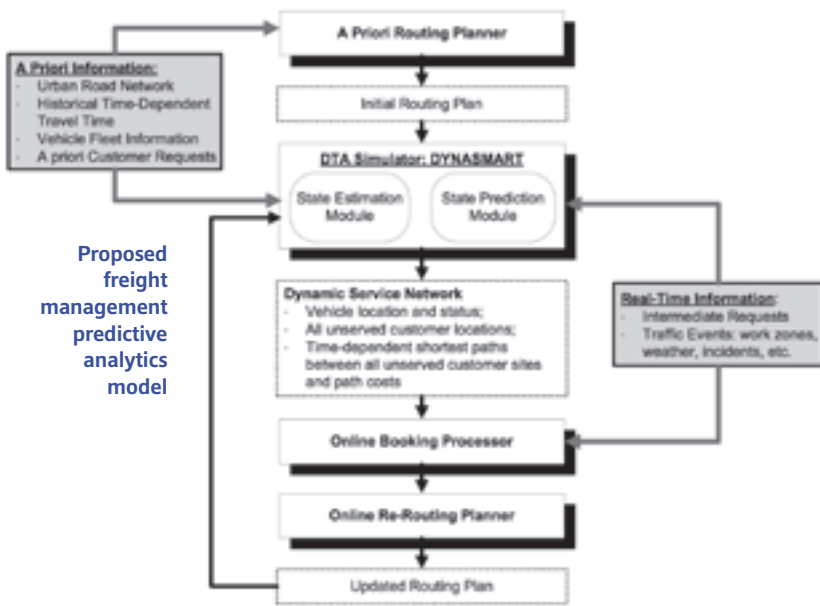 A Priori Routing Planner
A Priori Information:
· Urban Road Network
· Historical Time-Dependent
Travel Time
· Vehicle Fleet Information
· A priori Customer Requests
Initial Routing Plan
DTA Simulator: DYNASMART
State Estimation
Module
State Prediction
Module
Proposed
freight
management
predictive
analytics
model
Dynamic Service Network
· Vehicle location and status;
· All unserved customer locations;
· Time-dependent shortest paths
between all unserved customer sites
and path costs
Real-Time Information:
· Intermediate Requests
· Traffic Events: work zones,
weather, incidents, etc.
Online Booking Processor
Online Re-Routing Planner
Updated Routing Plan